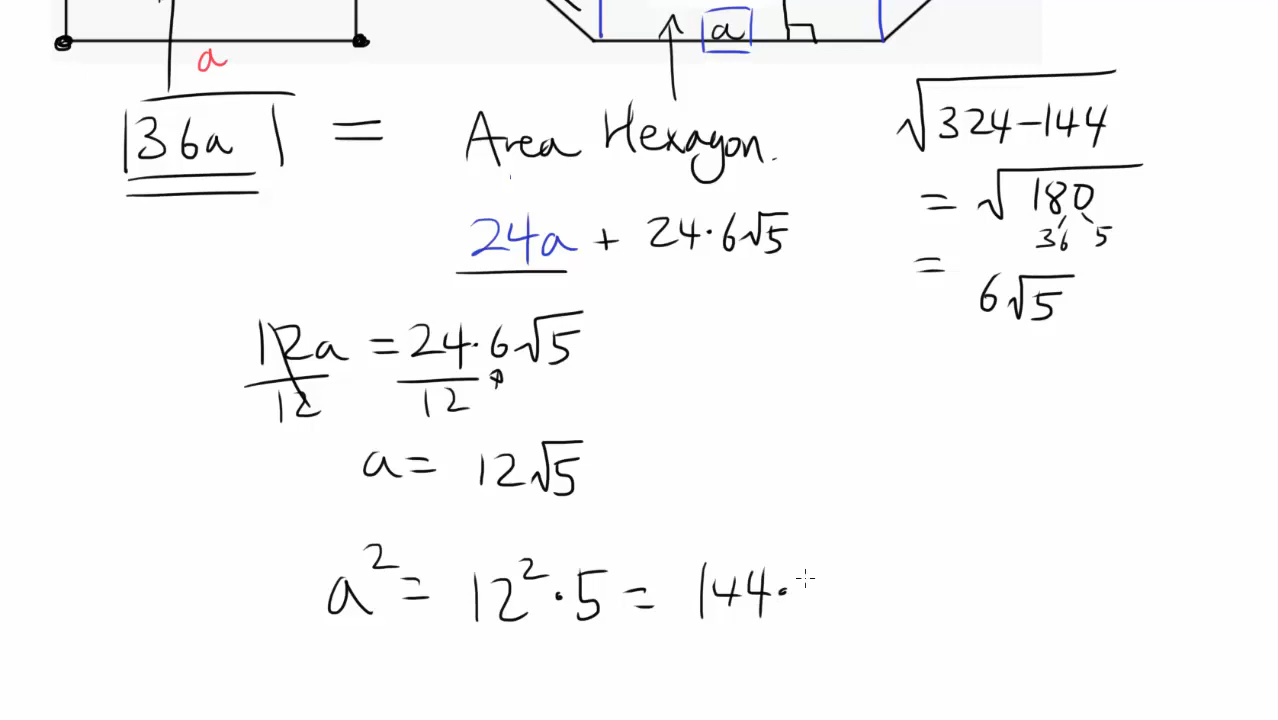 a
a
|36a| = Area Hexagon.
√324-144
= √180
36 5
= 6√5
24a + 24·6√5
12a = 24·6√5
12 12
a = 12√5
a² = 12²·5 = 144·